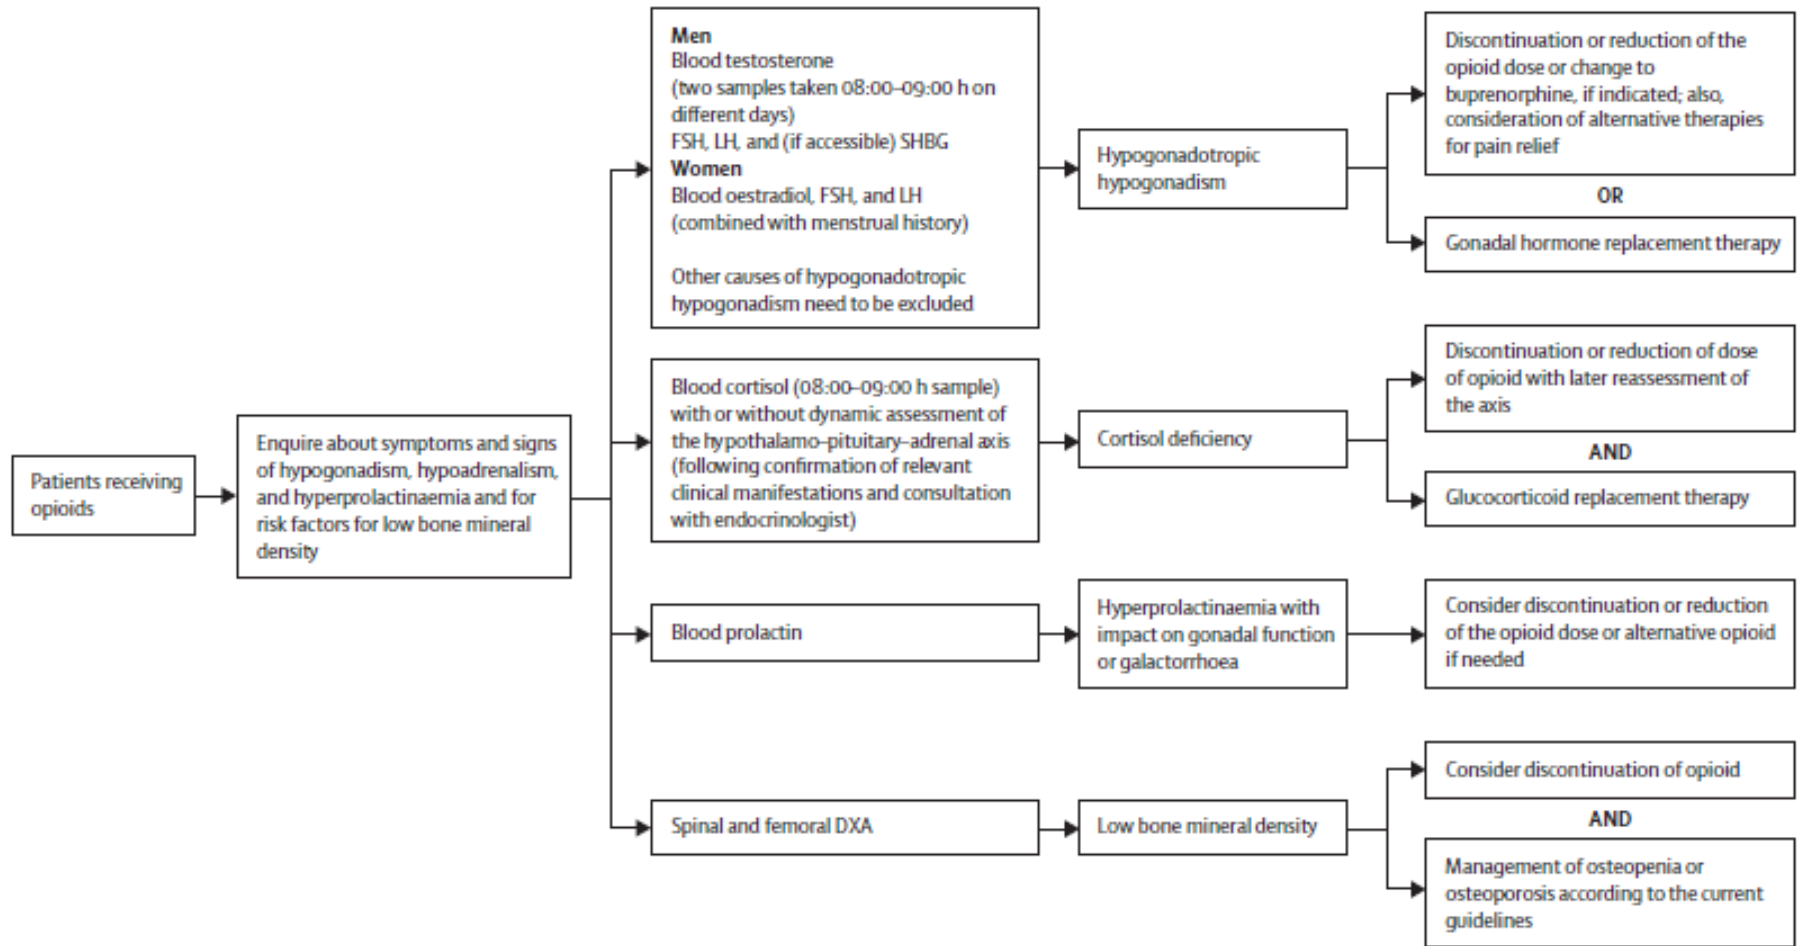 Patients receiving
opioids
Enquire about symptoms and signs
of hypogonadism, hypoadrenalism,
and hyperprolactinaemia and for
risk factors for low bone mineral
density
Men
Blood testosterone
(two samples taken 08:00–09:00 h on
different days)
FSH, LH, and (if accessible) SHBG
Women
Blood oestradiol, FSH, and LH
(combined with menstrual history)
Other causes of hypogonadotropic
hypogonadism need to be excluded
Hypogonadotropic
hypogonadism
Discontinuation or reduction of the
opioid dose or change to
buprenorphine, if indicated; also,
consideration of alternative therapies
for pain relief
OR
Gonadal hormone replacement therapy
Blood cortisol (08:00–09:00 h sample)
with or without dynamic assessment of
the hypothalamo–pituitary–adrenal axis
(following confirmation of relevant
clinical manifestations and consultation
with endocrinologist)
Cortisol deficiency
Discontinuation or reduction of dose
of opioid with later reassessment of
the axis
AND
Glucocorticoid replacement therapy
Blood prolactin
Hyperprolactinaemia with
impact on gonadal function
or galactorrhoea
Consider discontinuation or reduction
of the opioid dose or alternative opioid
if needed
Spinal and femoral DXA
Low bone mineral density
Consider discontinuation of opioid
AND
Management of osteopenia or
osteoporosis according to the current
guidelines